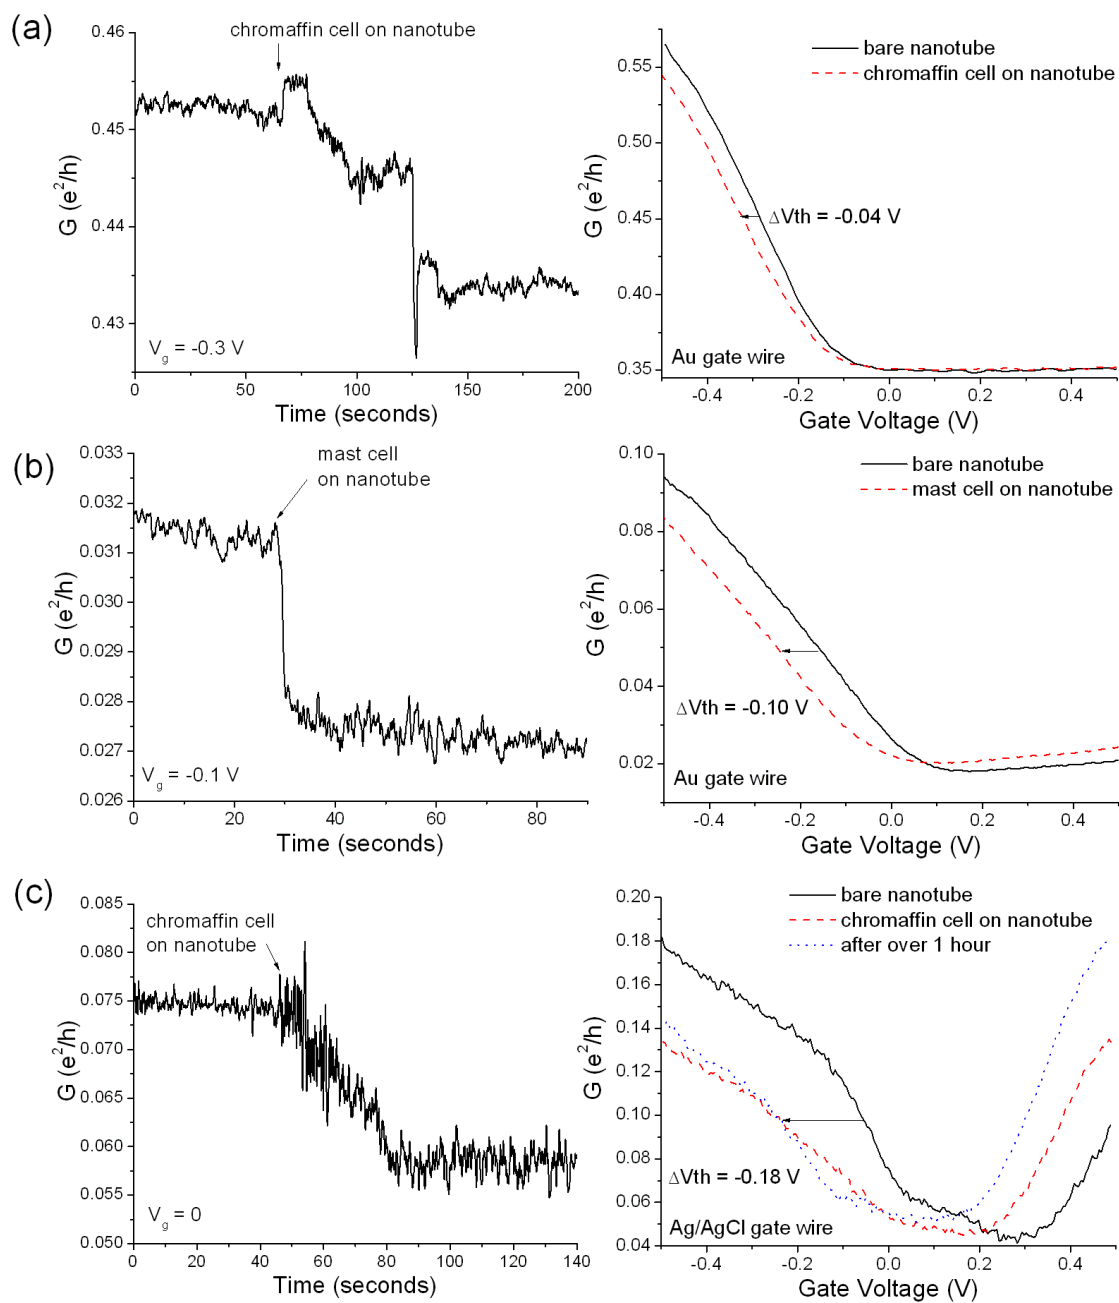 (a)
chromaffin cell on nanotube
0.46
0.45
0.44
0.43
G (e²/h)
V_g = -0.3 V
0 50 100 150 200
Time (seconds)
bare nanotube
chromaffin cell on nanotube
0.55
0.50
0.45
0.40
0.35
G (e²/h)
ΔVth = -0.04 V
Au gate wire
-0.4 -0.2 0.0 0.2 0.4
Gate Voltage (V)
(b)
mast cell
on nanotube
0.033
0.032
0.031
0.030
0.029
0.028
0.027
0.026
G (e²/h)
V_g = -0.1 V
0 20 40 60 80
Time (seconds)
bare nanotube
mast cell on nanotube
0.10
0.08
0.06
0.04
0.02
G (e²/h)
ΔVth = -0.10 V
Au gate wire
-0.4 -0.2 0.0 0.2 0.4
Gate Voltage (V)
(c)
chromaffin cell
on nanotube
0.085
0.080
0.075
0.070
0.065
0.060
0.055
0.050
G (e²/h)
V_g = 0
0 20 40 60 80 100 120 140
Time (seconds)
bare nanotube
chromaffin cell on nanotube
after over 1 hour
0.20
0.18
0.16
0.14
0.12
0.10
0.08
0.06
0.04
G (e²/h)
ΔVth = -0.18 V
Ag/AgCl gate wire
-0.4 -0.2 0.0 0.2 0.4
Gate Voltage (V)